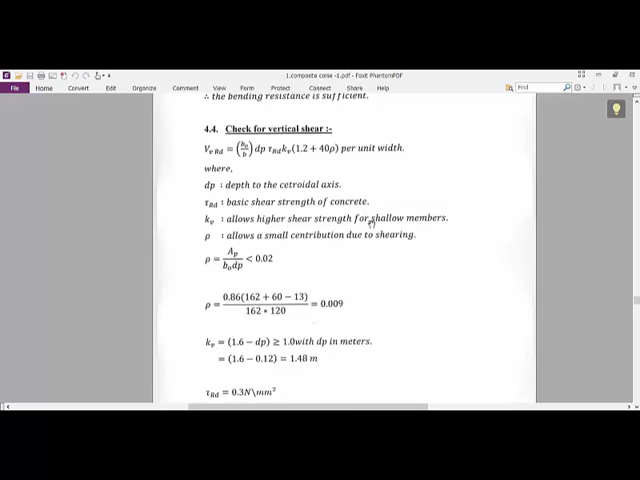 1.composite corse -1.pdf - Foxit PhantomPDF
File Home Convert Edit Organize Comment View Form Protect Connect Share Help Find
∴ the bending resistance is sufficient.
4.4. Check for vertical shear :-
V_v Rd = (b_o/b) dp τ_Rd k_v(1.2 + 40ρ) per unit width.
where,
dp : depth to the cetroidal axis.
τ_Rd : basic shear strength of concrete.
k_v : allows higher shear strength for shallow members.
ρ : allows a small centribution due to shearing.
ρ = A_p / b_o dp < 0.02
ρ = 0.86(162 + 60 − 13) / 162 * 120 = 0.009
k_v = (1.6 − dp) ≥ 1.0with dp in meters.
= (1.6 − 0.12) = 1.48 m
τ_Rd = 0.3N\mm²